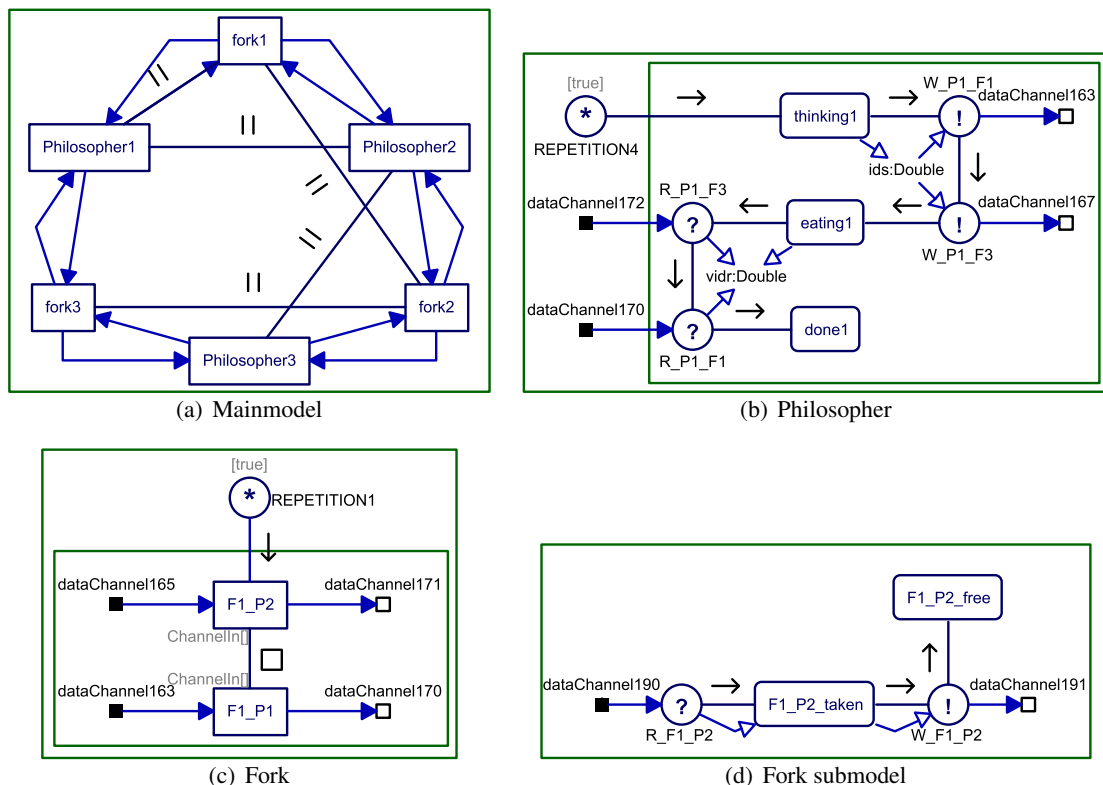 fork1
Philosopher1
Philosopher2
fork3
fork2
Philosopher3
(a) Mainmodel
[true]
*
REPETITION4
thinking1
W_P1_F1
!
dataChannel163
ids:Double
dataChannel172
R_P1_F3
?
eating1
!
W_P1_F3
dataChannel167
vidr:Double
dataChannel170
?
R_P1_F1
done1
(b) Philosopher
[true]
*
REPETITION1
dataChannel165
F1_P2
dataChannel171
ChannelIn[]
ChannelIn[]
dataChannel163
F1_P1
dataChannel170
(c) Fork
F1_P2_free
dataChannel190
?
R_F1_P2
F1_P2_taken
!
W_F1_P2
dataChannel191
(d) Fork submodel